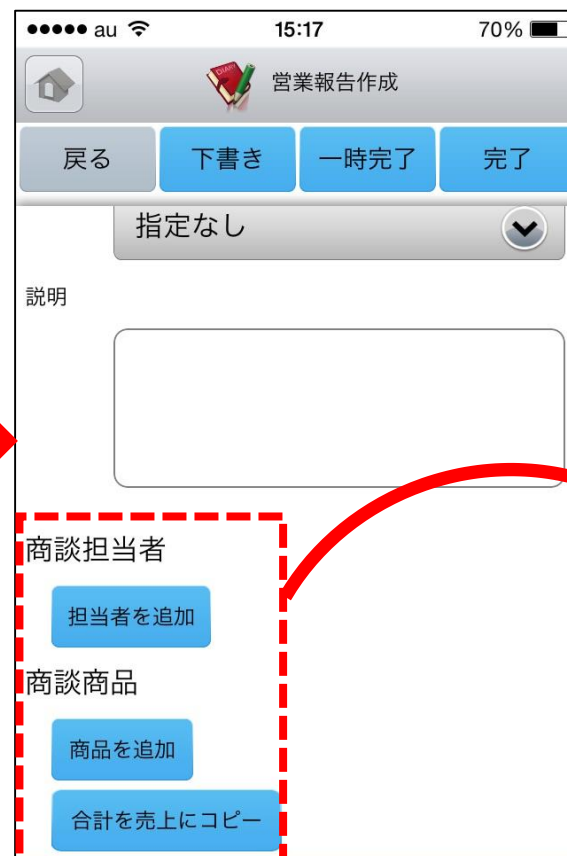 ●●●●● au 15:17 70%
営業報告作成
戻る 下書き 一時完了 完了
指定なし
説明
商談担当者
担当者を追加
商談商品
商品を追加
合計を売上にコピー